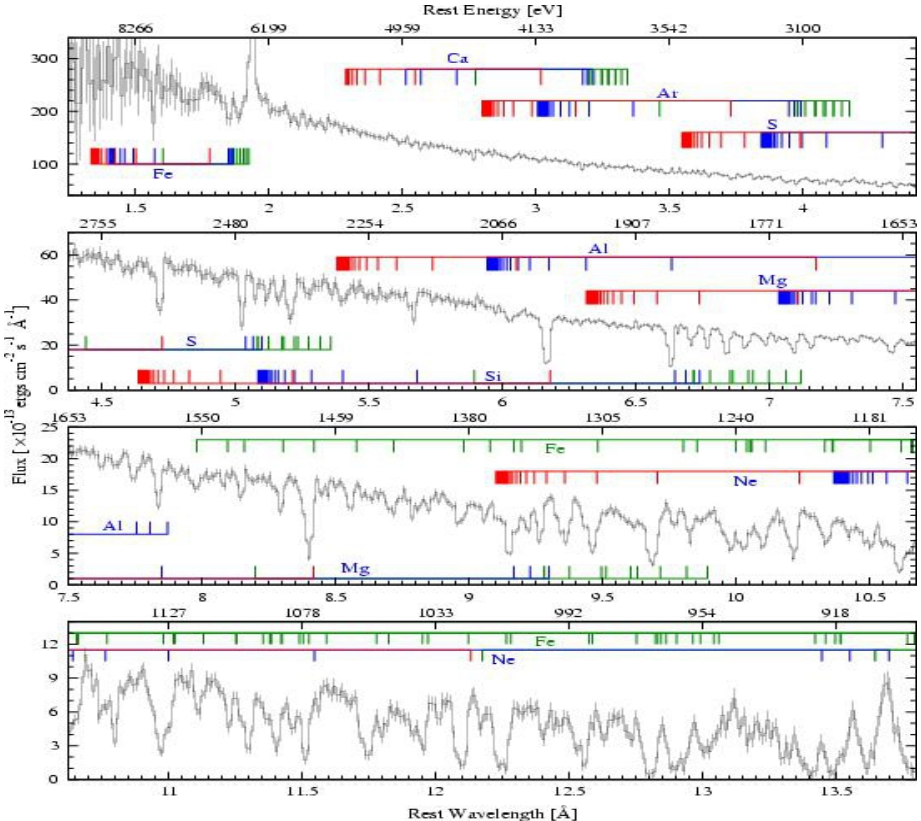 Rest Energy [eV]
8266 6199 4959 4133 3542 3100
300
200
100
Ca
Ar
S
Fe
1.5 2 2.5 3 3.5 4
2755 2480 2254 2066 1907 1771 1653
60
40
20
0
Al
Mg
S
Si
4.5 5 5.5 6 6.5 7 7.5
Flux [ ×10⁻¹³ ergs cm⁻² s⁻¹ Å⁻¹]
1653 1550 1459 1380 1305 1240 1181
25
20
15
10
5
0
Fe
Ne
Al
Mg
7.5 8 8.5 9 9.5 10 10.5
1127 1078 1033 992 954 918
12
9
6
3
0
Fe
Ne
11 11.5 12 12.5 13 13.5
Rest Wavelength [Å]